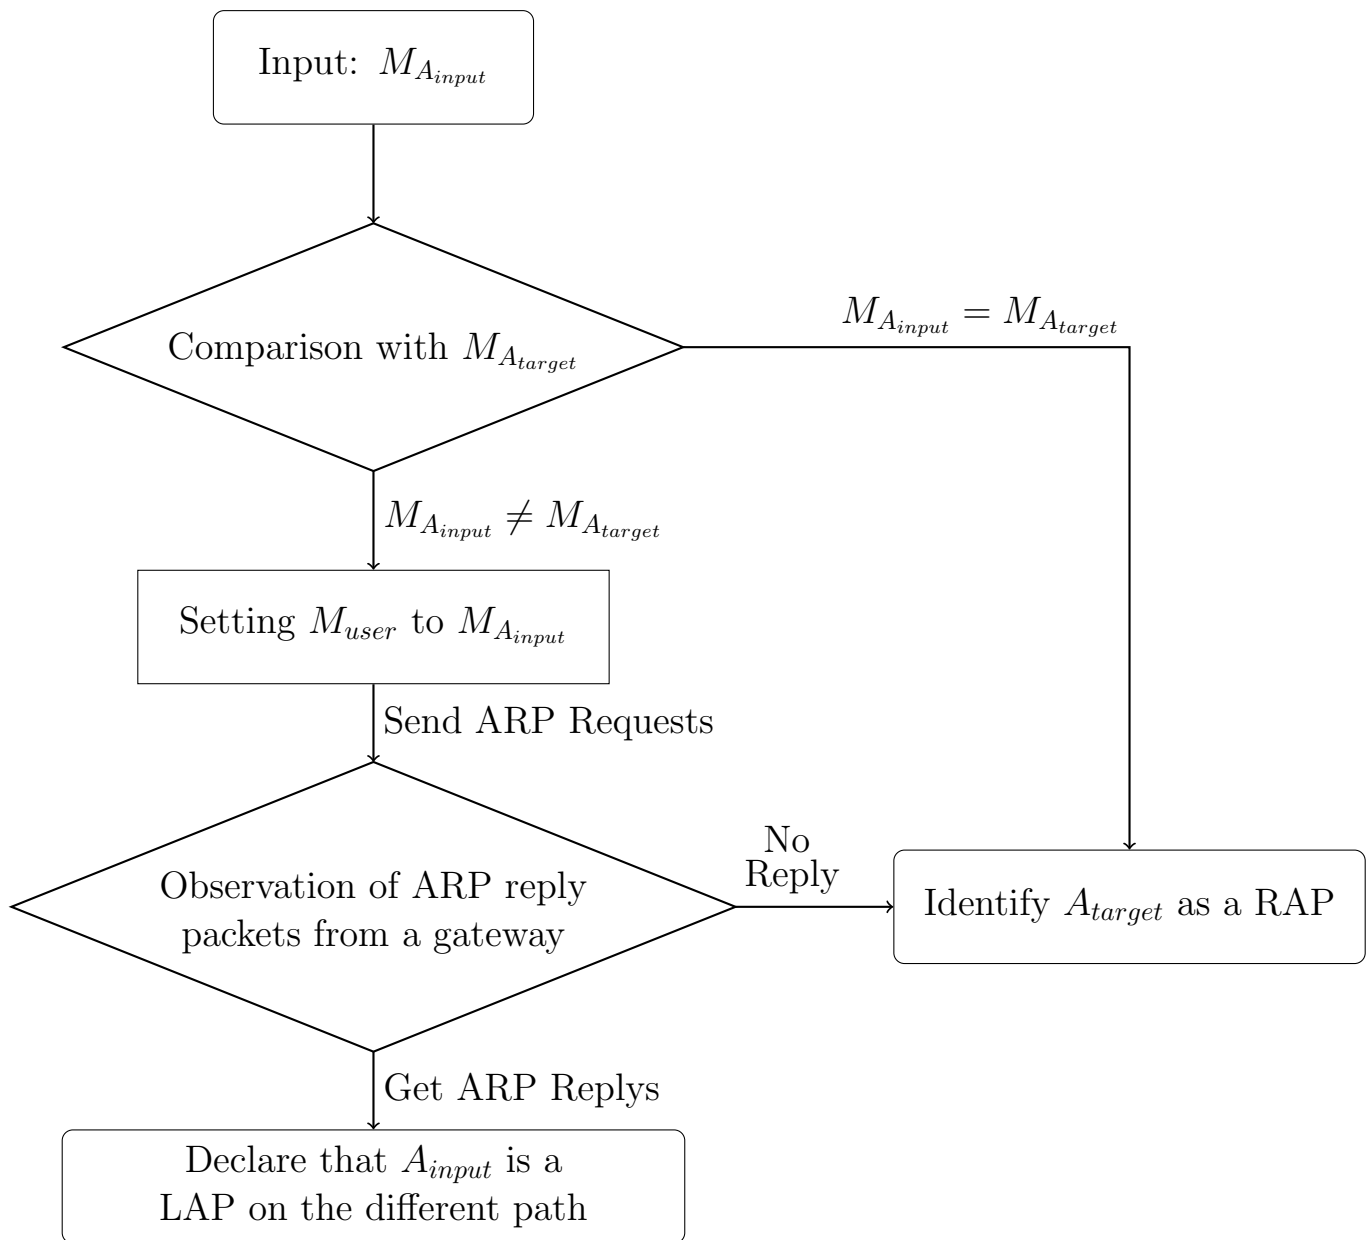 Input: $M_{A_{input}}$
$M_{A_{input}} = M_{A_{target}}$
Comparison with $M_{A_{target}}$
$M_{A_{input}} \neq M_{A_{target}}$
Setting $M_{user}$ to $M_{A_{input}}$
Send ARP Requests
Observation of ARP reply
packets from a gateway
No
Reply
Identify $A_{target}$ as a RAP
Get ARP Replys
Declare that $A_{input}$ is a
LAP on the different path